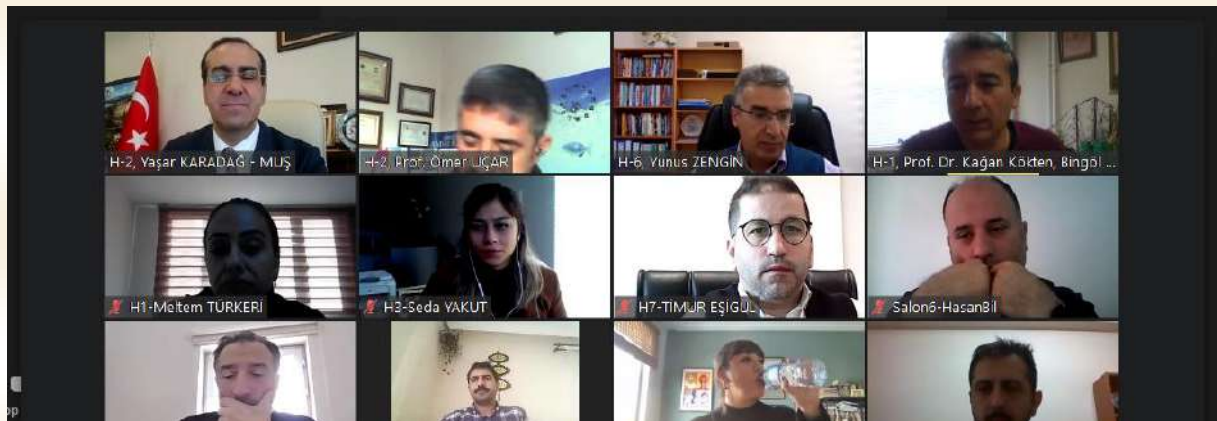 H-2, Yaşar KARADAĞ - MUŞ
H-2, Prof. Ömer UÇAR
H-6, Yunus ZENGİN
H-1, Prof. Dr. Kağan Kökten, Bingöl ...
H1-Meltem TÜRKERİ
H3-Seda YAKUT
H7-TİMUR EŞİGÜL
Salon6-HasanBil
op